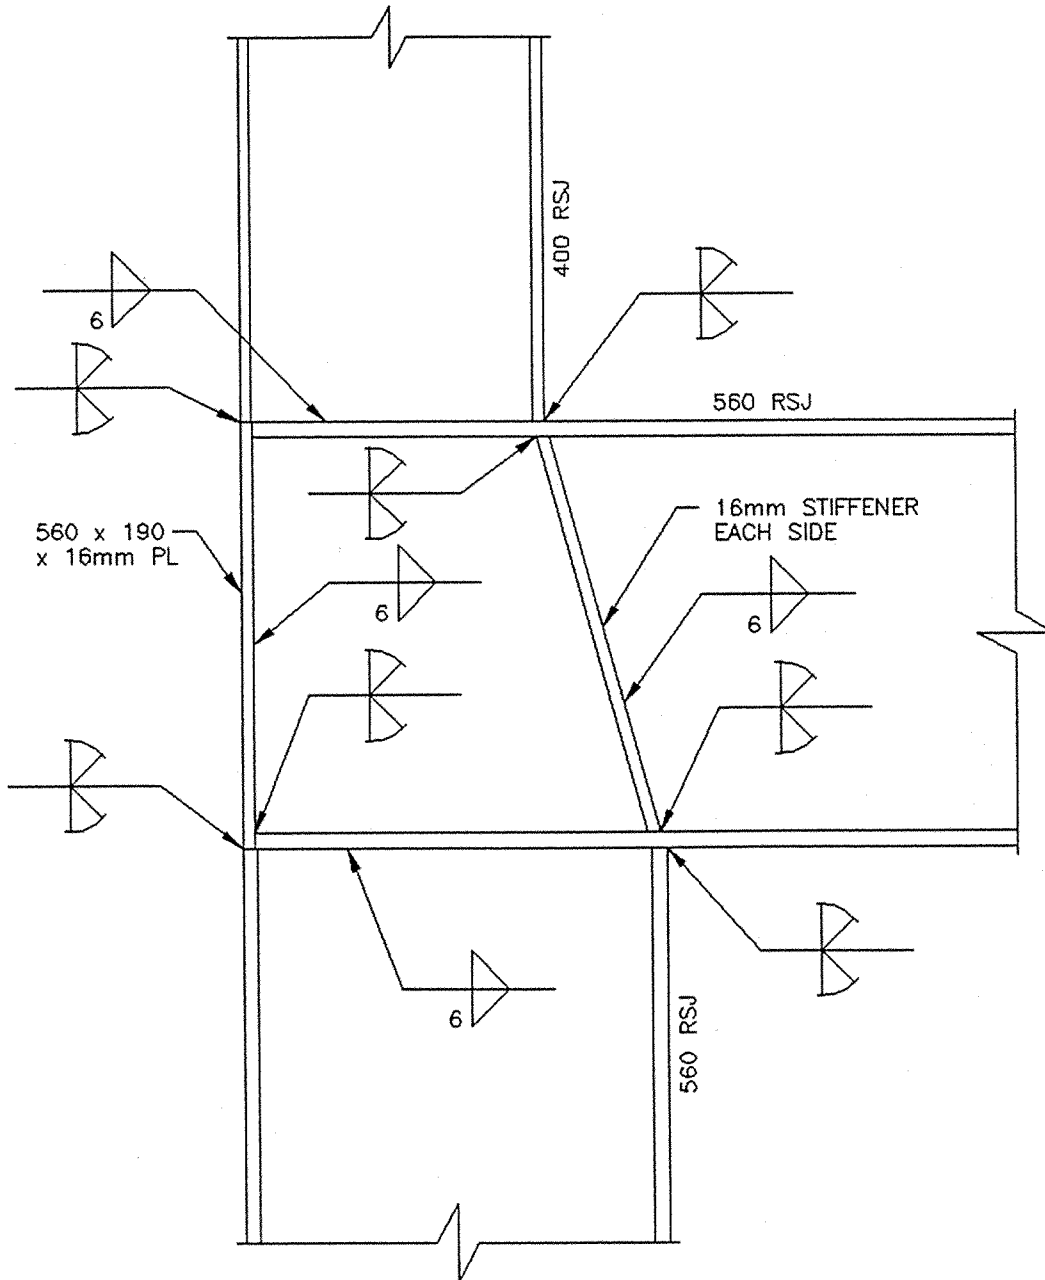 400 RSJ
6
560 RSJ
560 x 190
x 16mm PL
16mm STIFFENER
EACH SIDE
6
6
6
560 RSJ